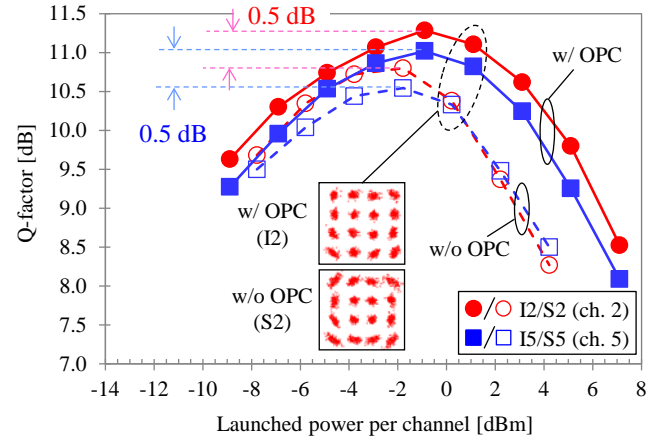 0.5 dB
0.5 dB
w/ OPC
w/ OPC
(I2)
w/o OPC
(S2)
w/o OPC
I2/S2 (ch. 2)
I5/S5 (ch. 5)
Q-factor [dB]
11.5
11.0
10.5
10.0
9.5
9.0
8.5
8.0
7.5
7.0
-14 -12 -10 -8 -6 -4 -2 0 2 4 6 8
Launched power per channel [dBm]